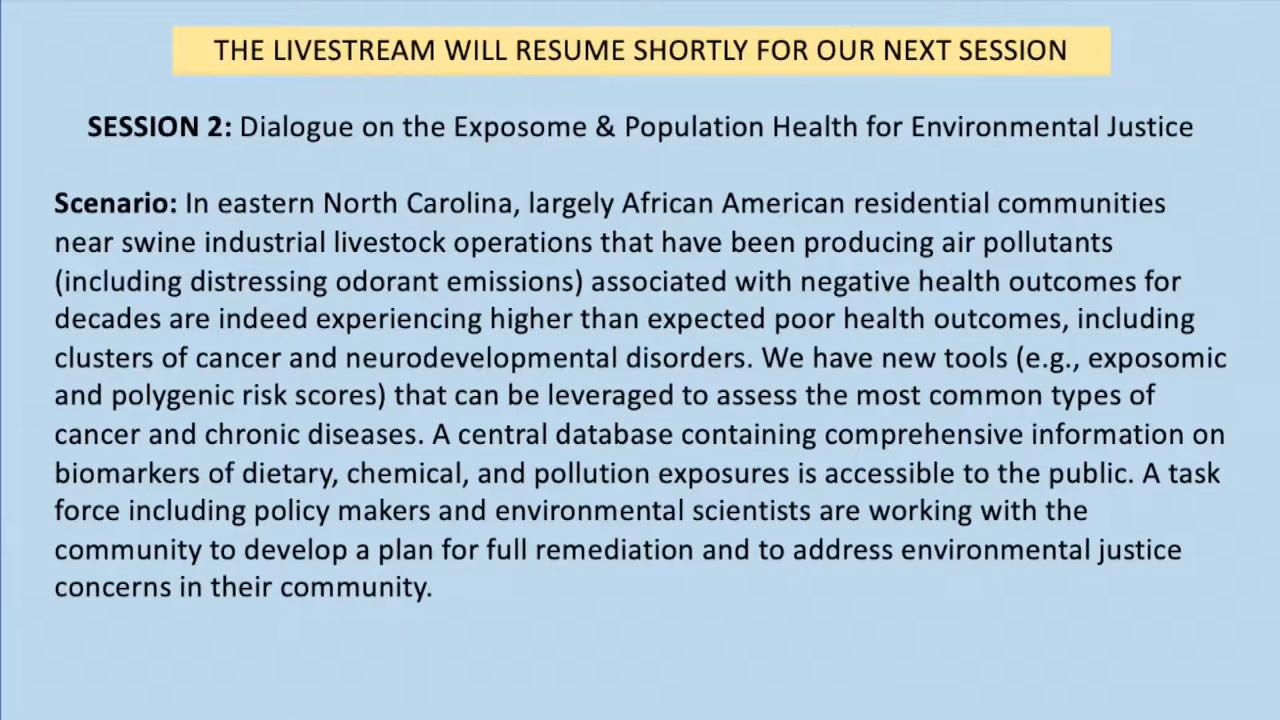 THE LIVESTREAM WILL RESUME SHORTLY FOR OUR NEXT SESSION
SESSION 2: Dialogue on the Exposome & Population Health for Environmental Justice
Scenario: In eastern North Carolina, largely African American residential communities
near swine industrial livestock operations that have been producing air pollutants
(including distressing odorant emissions) associated with negative health outcomes for
decades are indeed experiencing higher than expected poor health outcomes, including
clusters of cancer and neurodevelopmental disorders. We have new tools (e.g., exposomic
and polygenic risk scores) that can be leveraged to assess the most common types of
cancer and chronic diseases. A central database containing comprehensive information on
biomarkers of dietary, chemical, and pollution exposures is accessible to the public. A task
force including policy makers and environmental scientists are working with the
community to develop a plan for full remediation and to address environmental justice
concerns in their community.